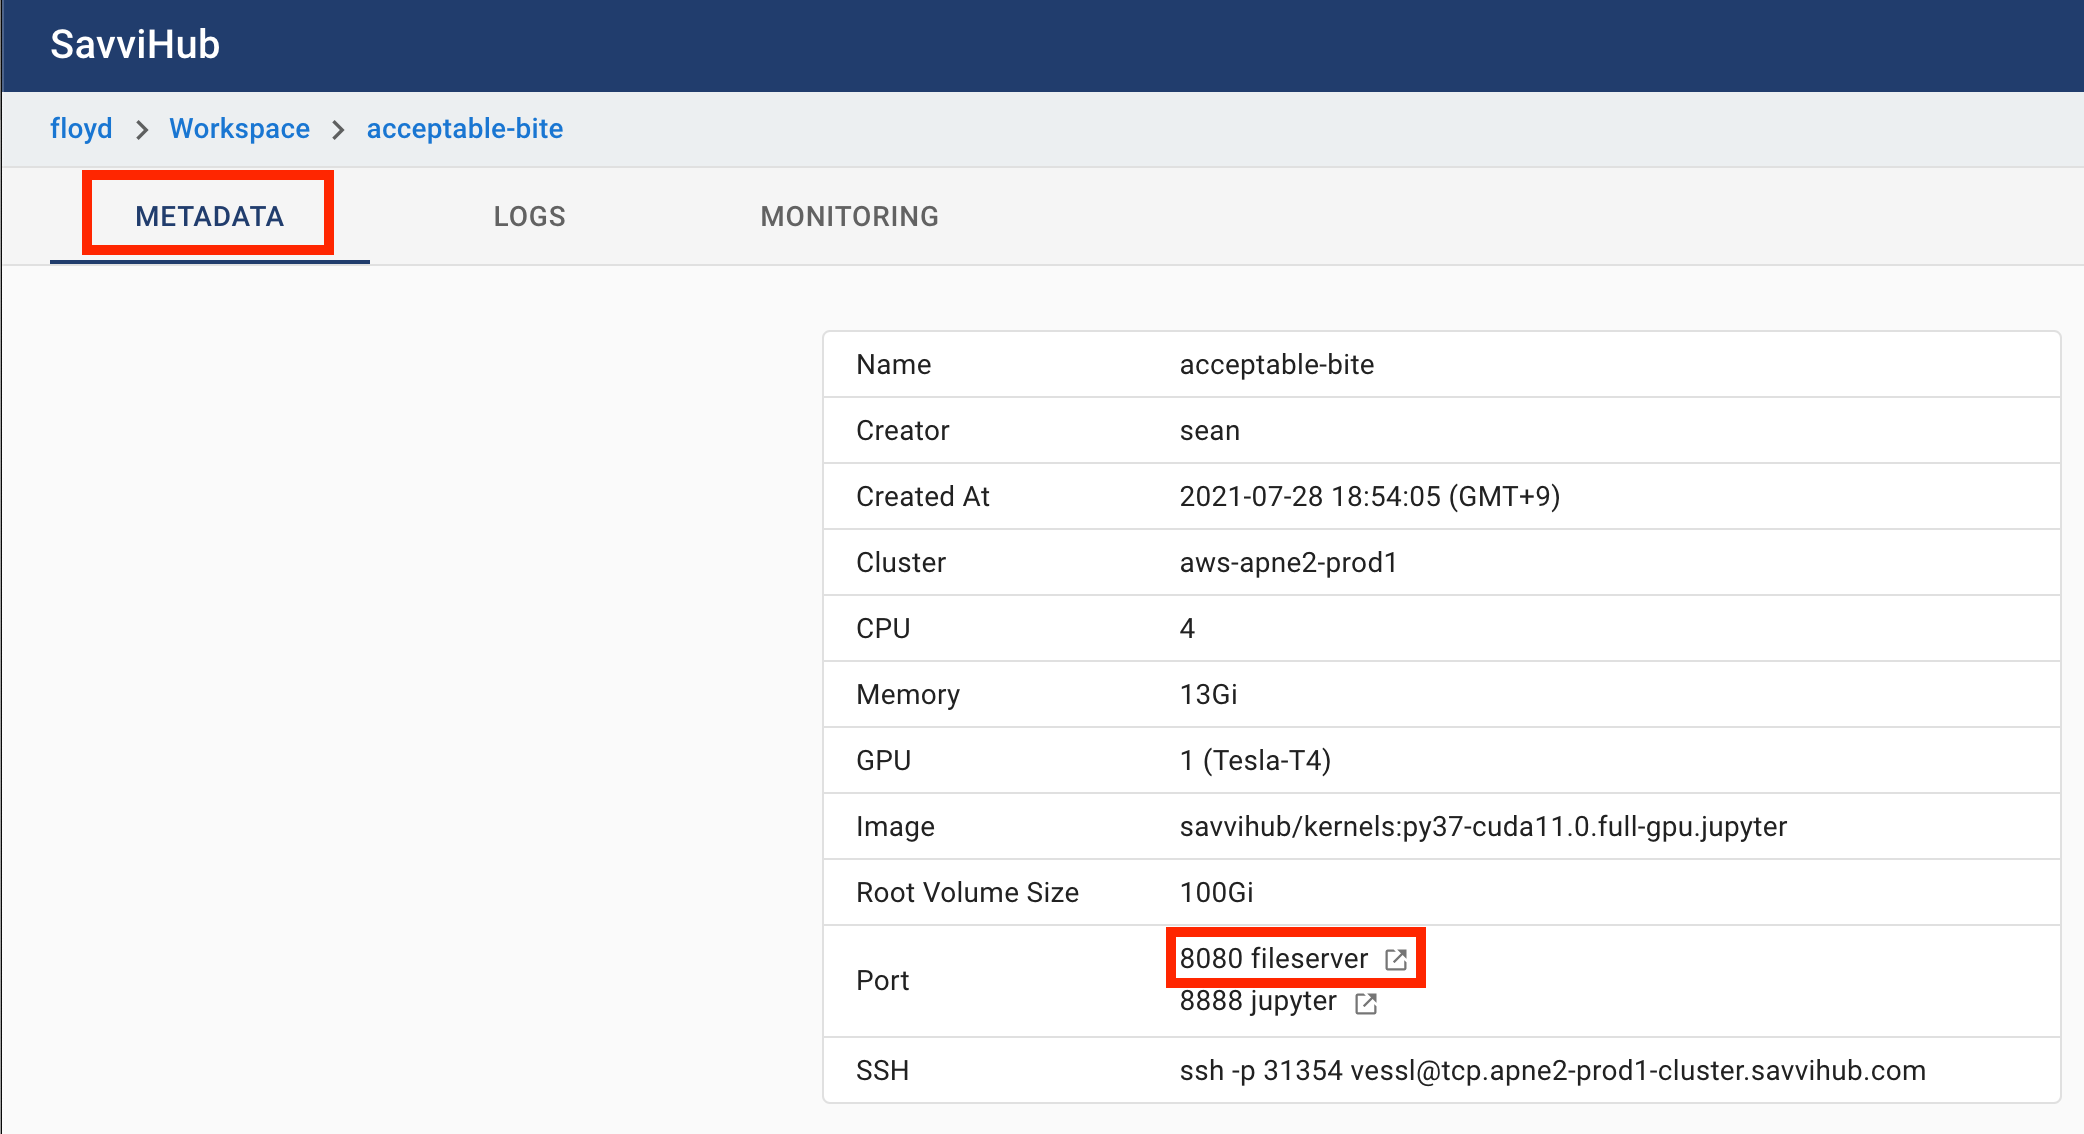 SavviHub
floyd > Workspace > acceptable-bite
METADATA LOGS MONITORING
Name acceptable-bite
Creator sean
Created At 2021-07-28 18:54:05 (GMT+9)
Cluster aws-apne2-prod1
CPU 4
Memory 13Gi
GPU 1 (Tesla-T4)
Image savvihub/kernels:py37-cuda11.0.full-gpu.jupyter
Root Volume Size 100Gi
Port 8080 fileserver
8888 jupyter
SSH ssh -p 31354 vessl@tcp.apne2-prod1-cluster.savvihub.com